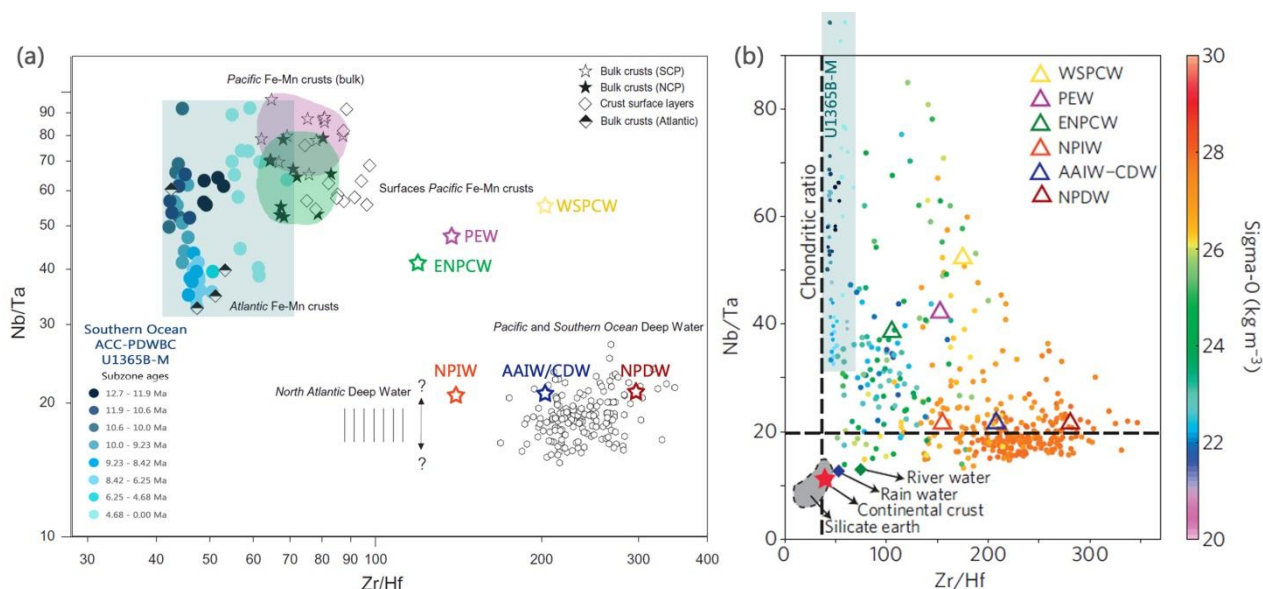 (a)
Pacific Fe-Mn crusts (bulk)
☆ Bulk crusts (SCP)
★ Bulk crusts (NCP)
◇ Crust surface layers
Bulk crusts (Atlantic)
Nb/Ta
90
80
70
60
50
40
30
20
10
Surfaces Pacific Fe-Mn crusts
WSPCW
PEW
ENPCW
Atlantic Fe-Mn crusts
Southern Ocean
ACC-PDWBC
U1365B-M
Subzone ages
12.7 - 11.9 Ma
11.9 - 10.6 Ma
10.6 - 10.0 Ma
10.0 - 9.23 Ma
9.23 - 8.42 Ma
8.42 - 6.25 Ma
6.25 - 4.68 Ma
4.68 - 0.00 Ma
Pacific and Southern Ocean Deep Water
NPIW
AAIW/CDW
NPDW
North Atlantic Deep Water
?
?
30 40 50 60 70 80 90 100 200 300 400
Zr/Hf
(b)
U1365B-M
Chondritic ratio
WSPCW
PEW
ENPCW
NPIW
AAIW-CDW
NPDW
Nb/Ta
80
60
40
20
0
River water
Rain water
Continental crust
Silicate earth
0 100 200 300
Zr/Hf
30
28
26
24
22
20
Sigma-0 (kg m⁻³)